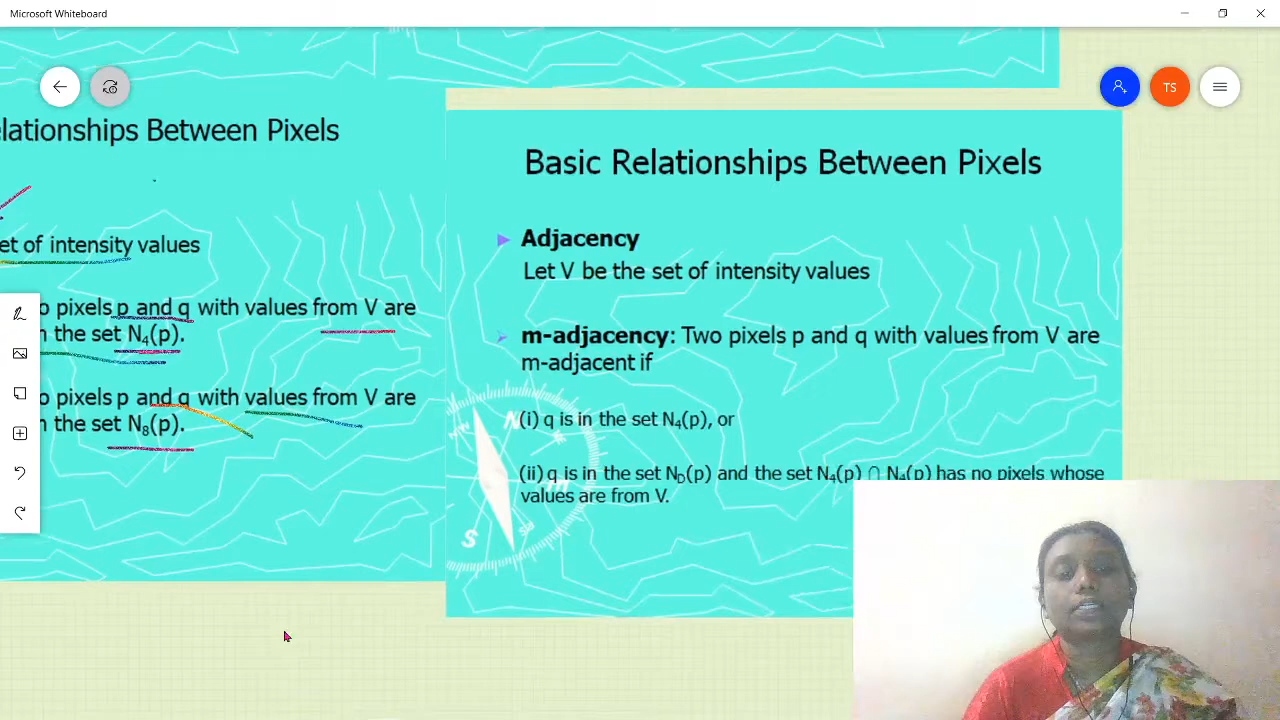 Microsoft Whiteboard
TS
elationships Between Pixels
et of intensity values
o pixels p and q with values from V are
n the set N₄(p).
o pixels p and q with values from V are
n the set N₈(p).
Basic Relationships Between Pixels
Adjacency
Let V be the set of intensity values
m-adjacency: Two pixels p and q with values from V are
m-adjacent if
(i) q is in the set N₄(p), or
(ii) q is in the set N_D(p) and the set N₄(p) ∩ N₄(p) has no pixels whose
values are from V.
N
S